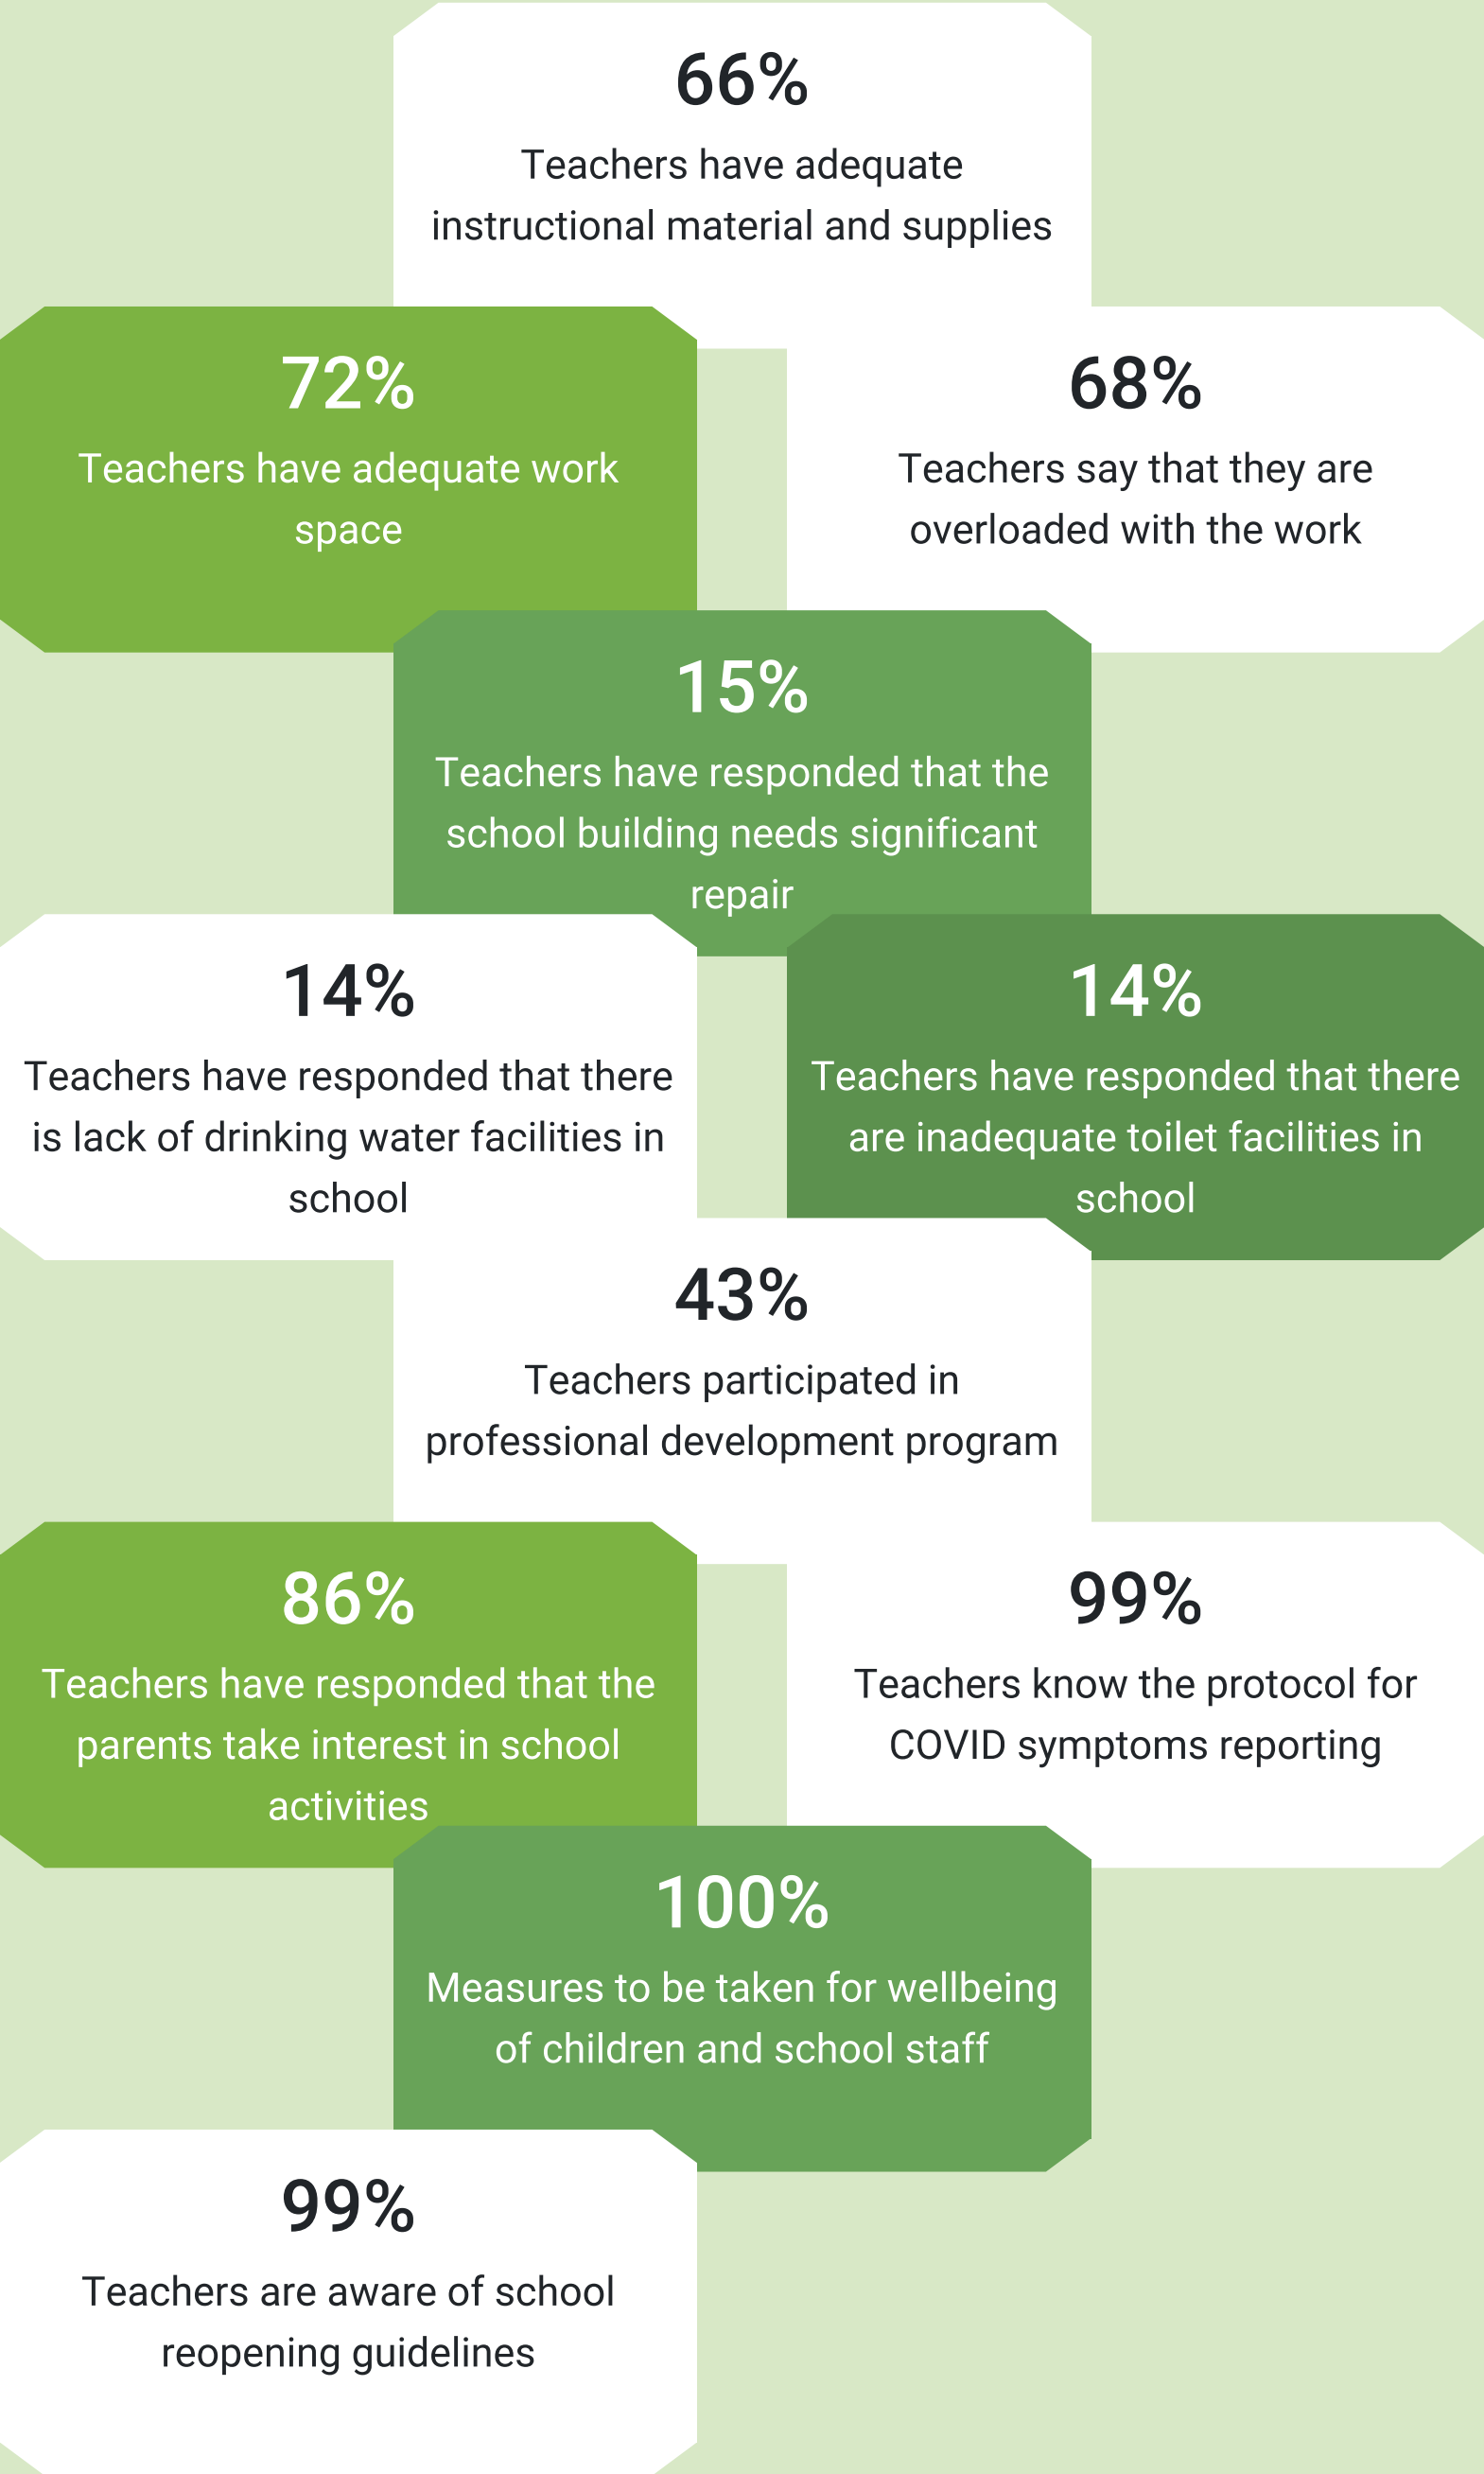 66%
Teachers have adequate
instructional material and supplies
72%
Teachers have adequate work
space
68%
Teachers say that they are
overloaded with the work
15%
Teachers have responded that the
school building needs significant
repair
14%
Teachers have responded that there
is lack of drinking water facilities in
school
14%
Teachers have responded that there
are inadequate toilet facilities in
school
43%
Teachers participated in
professional development program
86%
Teachers have responded that the
parents take interest in school
activities
99%
Teachers know the protocol for
COVID symptoms reporting
100%
Measures to be taken for wellbeing
of children and school staff
99%
Teachers are aware of school
reopening guidelines